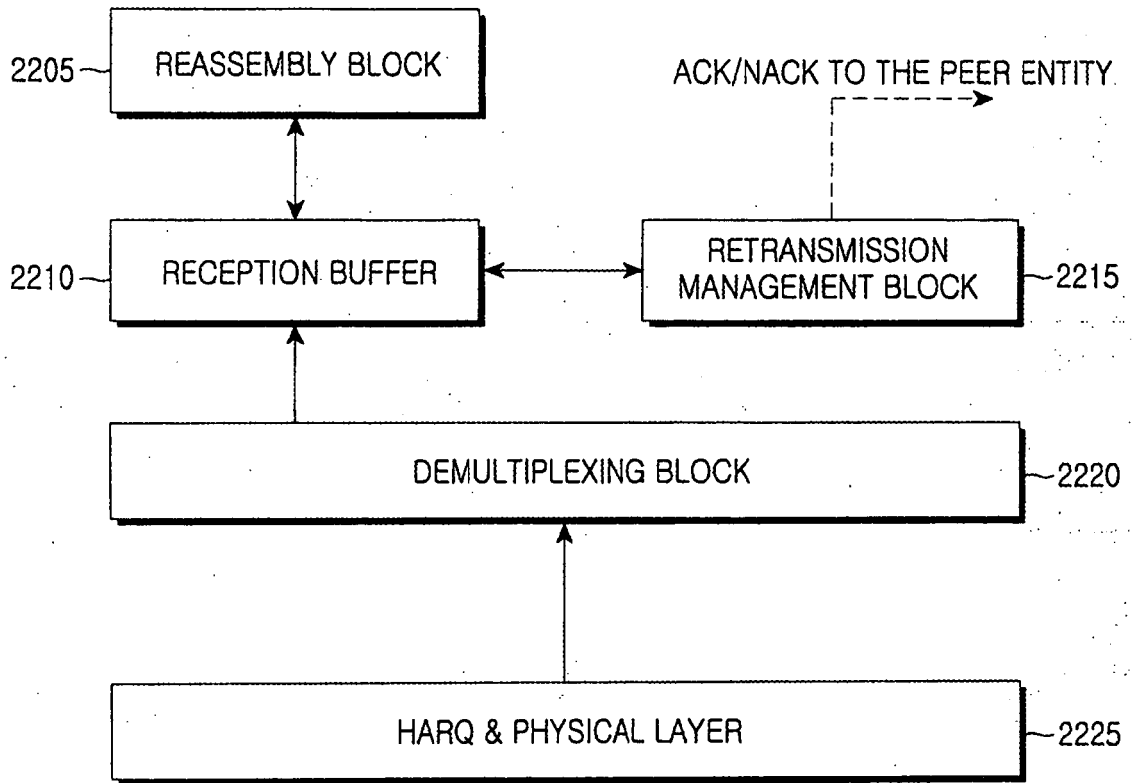 2205
REASSEMBLY BLOCK
ACK/NACK TO THE PEER ENTITY
2210
RECEPTION BUFFER
RETRANSMISSION
MANAGEMENT BLOCK
2215
DEMULTIPLEXING BLOCK
2220
HARQ & PHYSICAL LAYER
2225